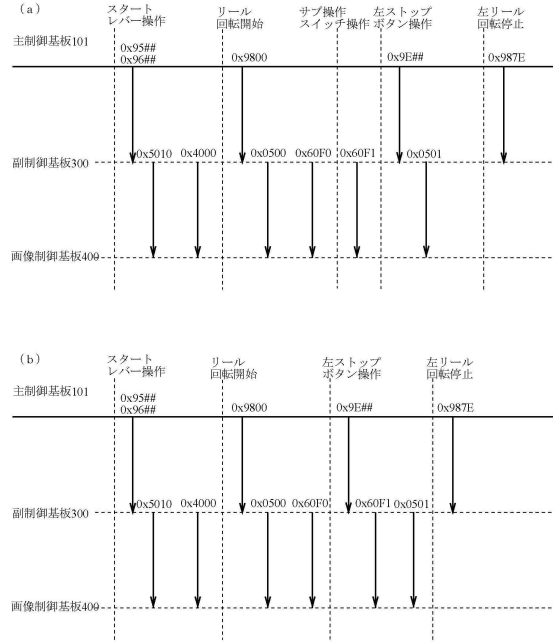 (a)
スタート
レバー操作
リール
回転開始
サブ操作
スイッチ操作
左ストップ
ボタン操作
左リール
回転停止
主制御基板101
0x95##
0x96##
0x9800
0x9E##
0x987E
副制御基板300
0x5010
0x4000
0x0500
0x60F0
0x60F1
0x0501
画像制御基板400
(b)
スタート
レバー操作
リール
回転開始
左ストップ
ボタン操作
左リール
回転停止
主制御基板101
0x95##
0x96##
0x9800
0x9E##
0x987E
副制御基板300
0x5010
0x4000
0x0500
0x60F0
0x60F1
0x0501
画像制御基板400